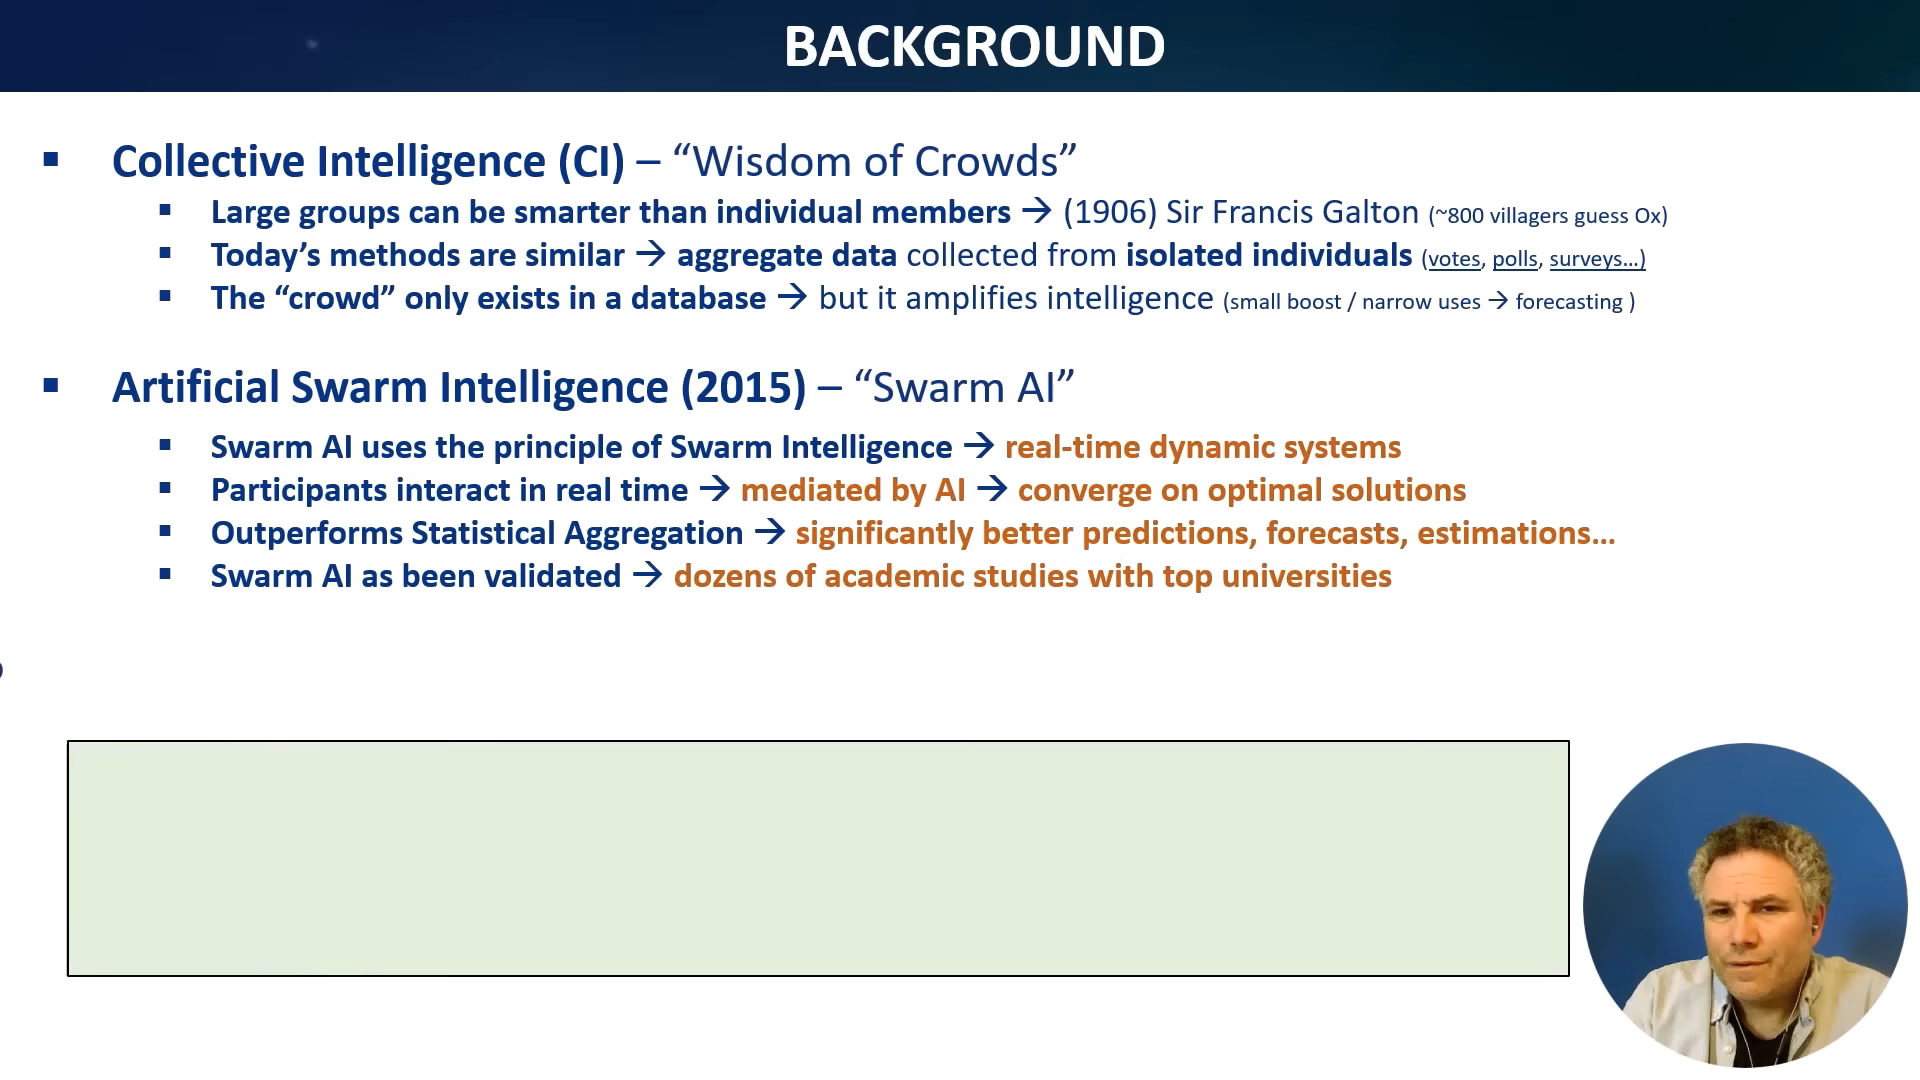 BACKGROUND
▪ Collective Intelligence (CI) – “Wisdom of Crowds”
▪ Large groups can be smarter than individual members → (1906) Sir Francis Galton (~800 villagers guess Ox)
▪ Today’s methods are similar → aggregate data collected from isolated individuals (votes, polls, surveys…)
▪ The “crowd” only exists in a database → but it amplifies intelligence (small boost / narrow uses → forecasting )
▪ Artificial Swarm Intelligence (2015) – “Swarm AI”
▪ Swarm AI uses the principle of Swarm Intelligence → real-time dynamic systems
▪ Participants interact in real time → mediated by AI → converge on optimal solutions
▪ Outperforms Statistical Aggregation → significantly better predictions, forecasts, estimations…
▪ Swarm AI as been validated → dozens of academic studies with top universities